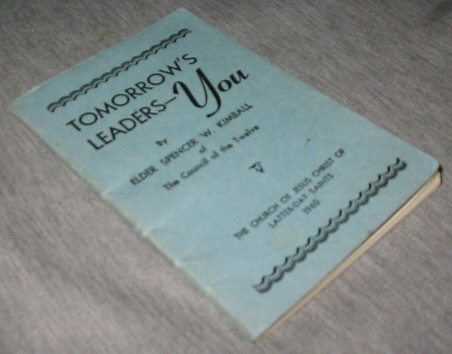 TOMORROW'S
LEADERS—You
By
ELDER SPENCER W. KIMBALL
of
The Council of the Twelve
THE CHURCH OF JESUS CHRIST OF
LATTER-DAY SAINTS
1960